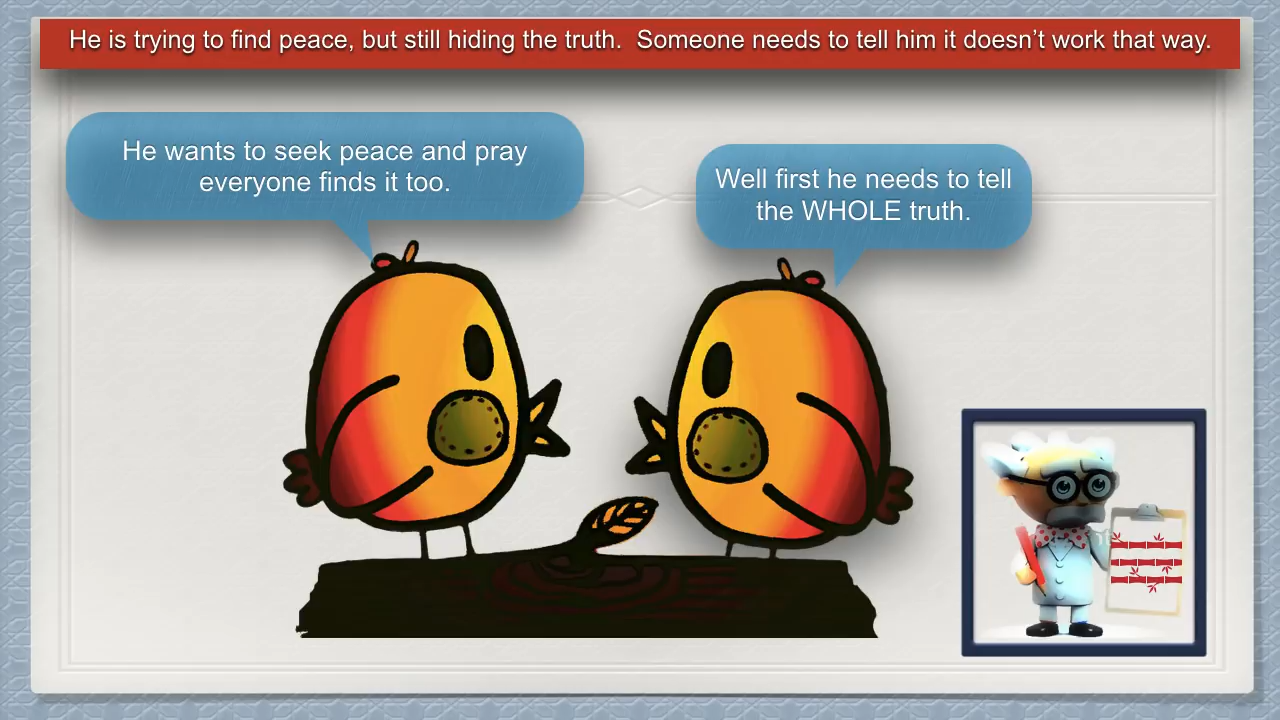 He is trying to find peace, but still hiding the truth.  Someone needs to tell him it doesn’t work that way.
He wants to seek peace and pray
everyone finds it too.
Well first he needs to tell
the WHOLE truth.